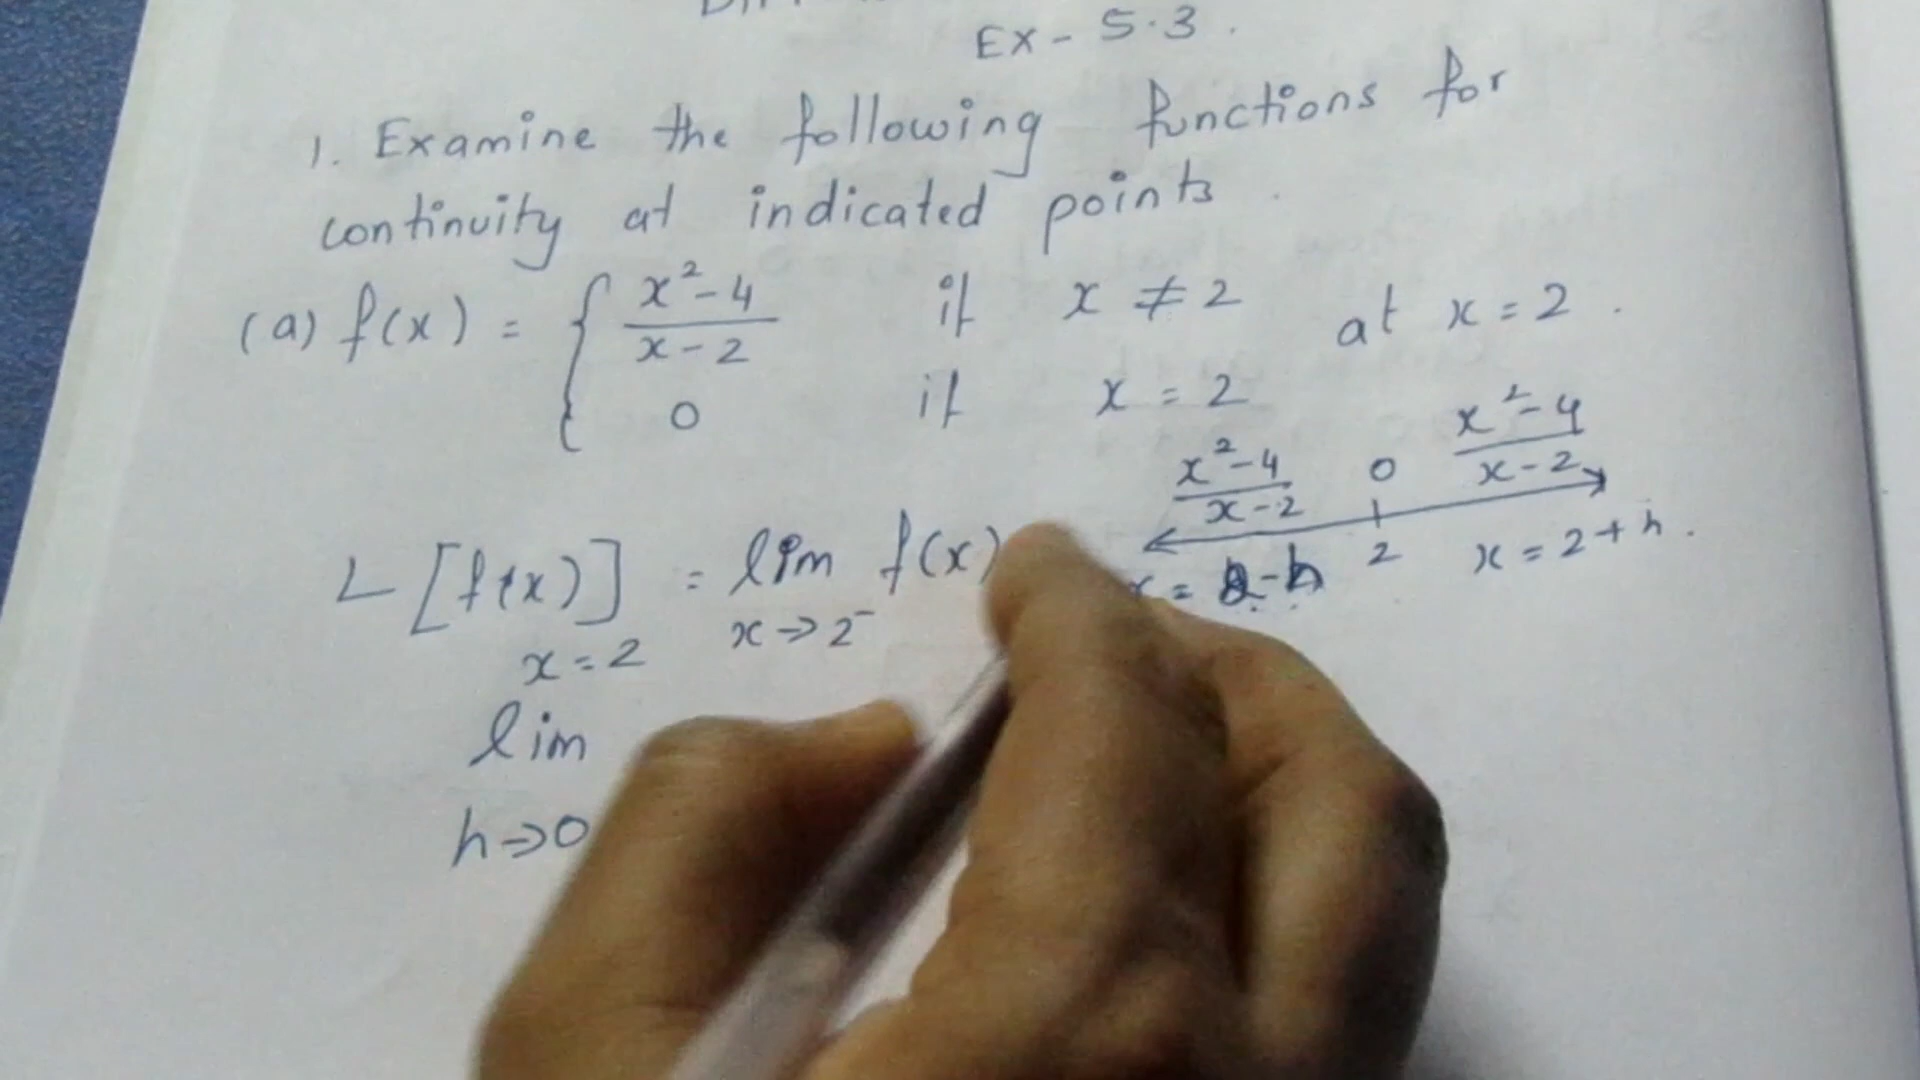 Ex - 5.3.
1. Examine the following functions for
continuity at indicated points.
(a) f(x) = { x²-4 / x-2 if x ≠ 2 at x = 2.
0 if x = 2
x²-4 / x-2 0 x²-4 / x-2
2 x = 2+h.
L[f(x)] = lim f(x)
x=2 x→2⁻
lim
h→0